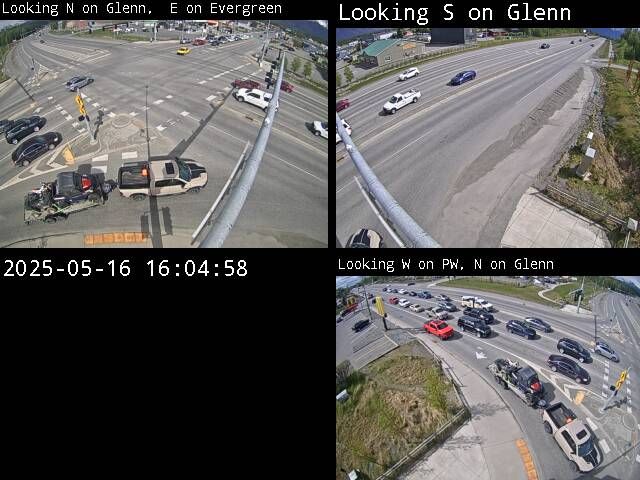 Looking N on Glenn,  E on Evergreen
Looking S on Glenn
2025-05-16 16:04:58
Looking W on PW, N on Glenn